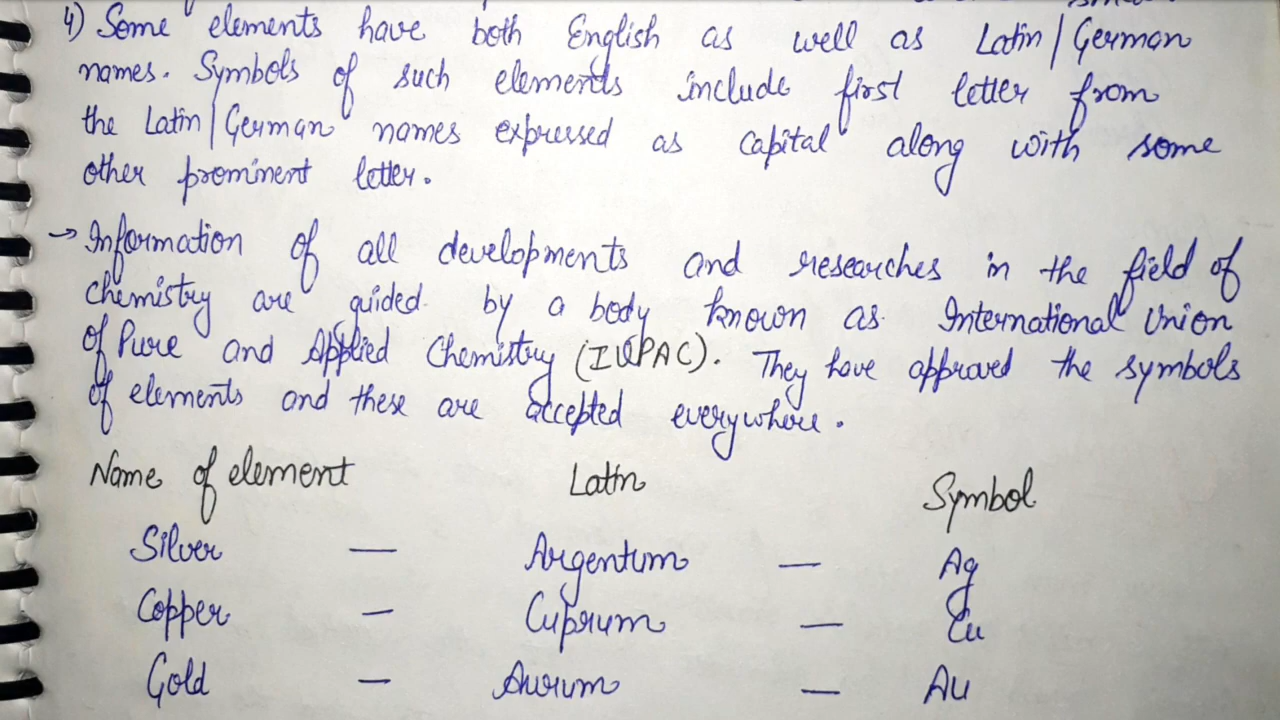 4) Some elements have both English as well as Latin/German
names. Symbols of such elements include first letter from
the Latin/German names expressed as capital along with some
other prominent letter.
→ Information of all developments and researches in the field of
chemistry are guided by a body known as International Union
of Pure and Applied Chemistry (IUPAC). They have approved the symbols
of elements and these are accepted everywhere.
Name of element Latin Symbol
Silver — Argentum — Ag
Copper — Cuprum — Cu
Gold — Aurum — Au